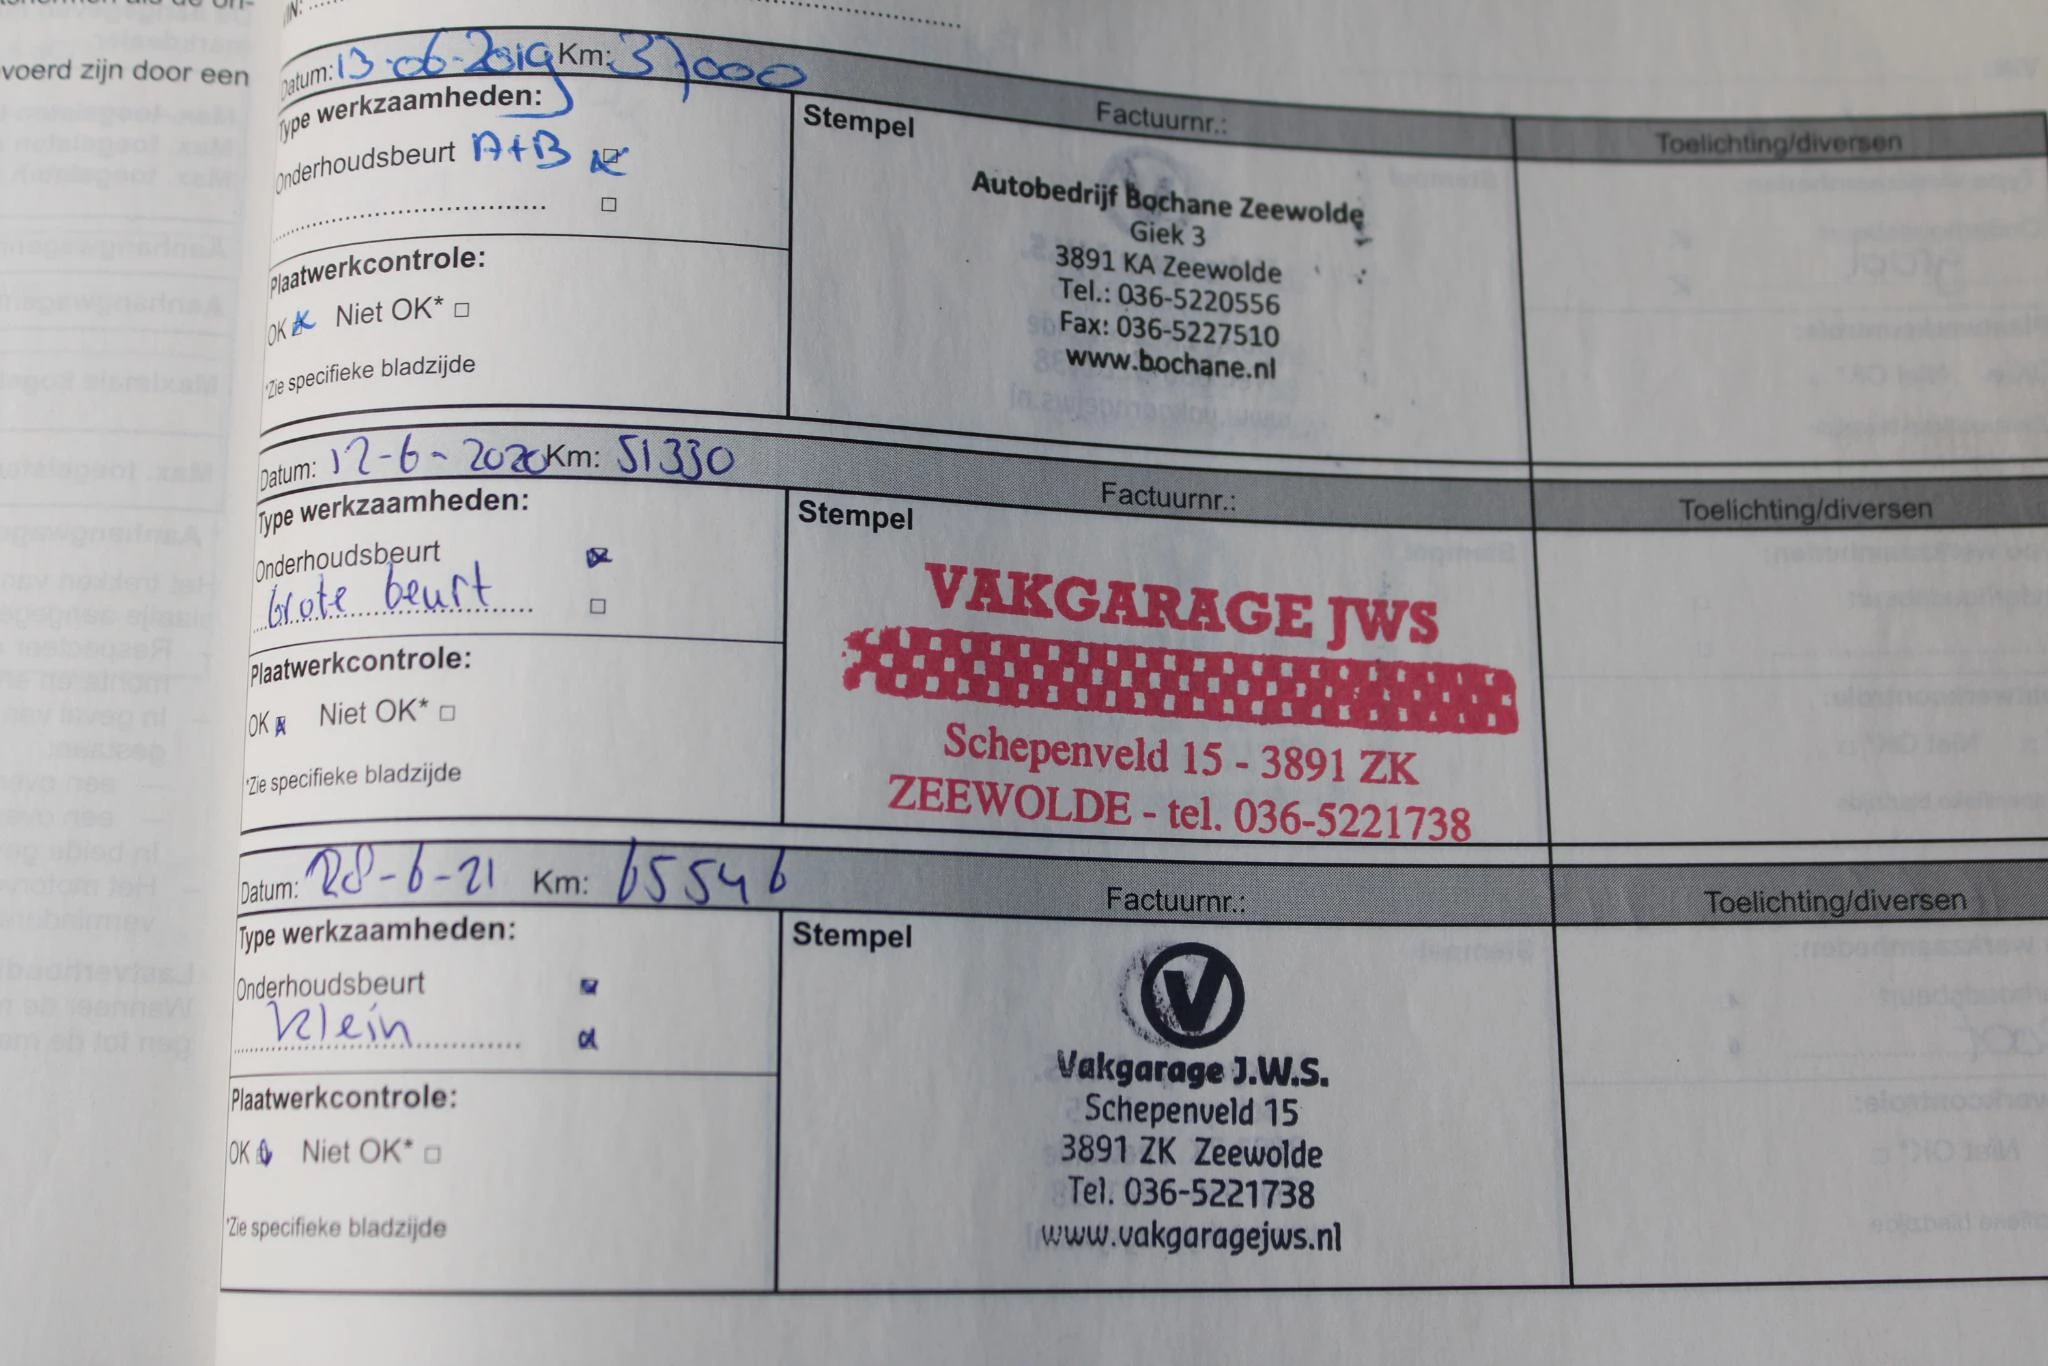 voerd zijn door een
Datum: 13-06-2019 Km: 37000
Factuurnr.:
Toelichting/diversen
Type werkzaamheden:
Stempel
Onderhoudsbeurt A+B
Plaatwerkcontrole:
OK Niet OK*
*Zie specifieke bladzijde
Autobedrijf Bochane Zeewolde
Giek 3
3891 KA Zeewolde
Tel.: 036-5220556
Fax: 036-5227510
www.bochane.nl
Datum: 12-6-2020 Km: 51330
Factuurnr.:
Toelichting/diversen
Type werkzaamheden:
Stempel
Onderhoudsbeurt
Grote beurt
Plaatwerkcontrole:
OK Niet OK*
*Zie specifieke bladzijde
VAKGARAGE JWS
Schepenveld 15 - 3891 ZK
ZEEWOLDE - tel. 036-5221738
Datum: 28-6-21 Km: 65546
Factuurnr.:
Toelichting/diversen
Type werkzaamheden:
Stempel
Onderhoudsbeurt
Klein
Plaatwerkcontrole:
OK Niet OK*
*Zie specifieke bladzijde
V
Vakgarage J.W.S.
Schepenveld 15
3891 ZK Zeewolde
Tel. 036-5221738
www.vakgaragejws.nl